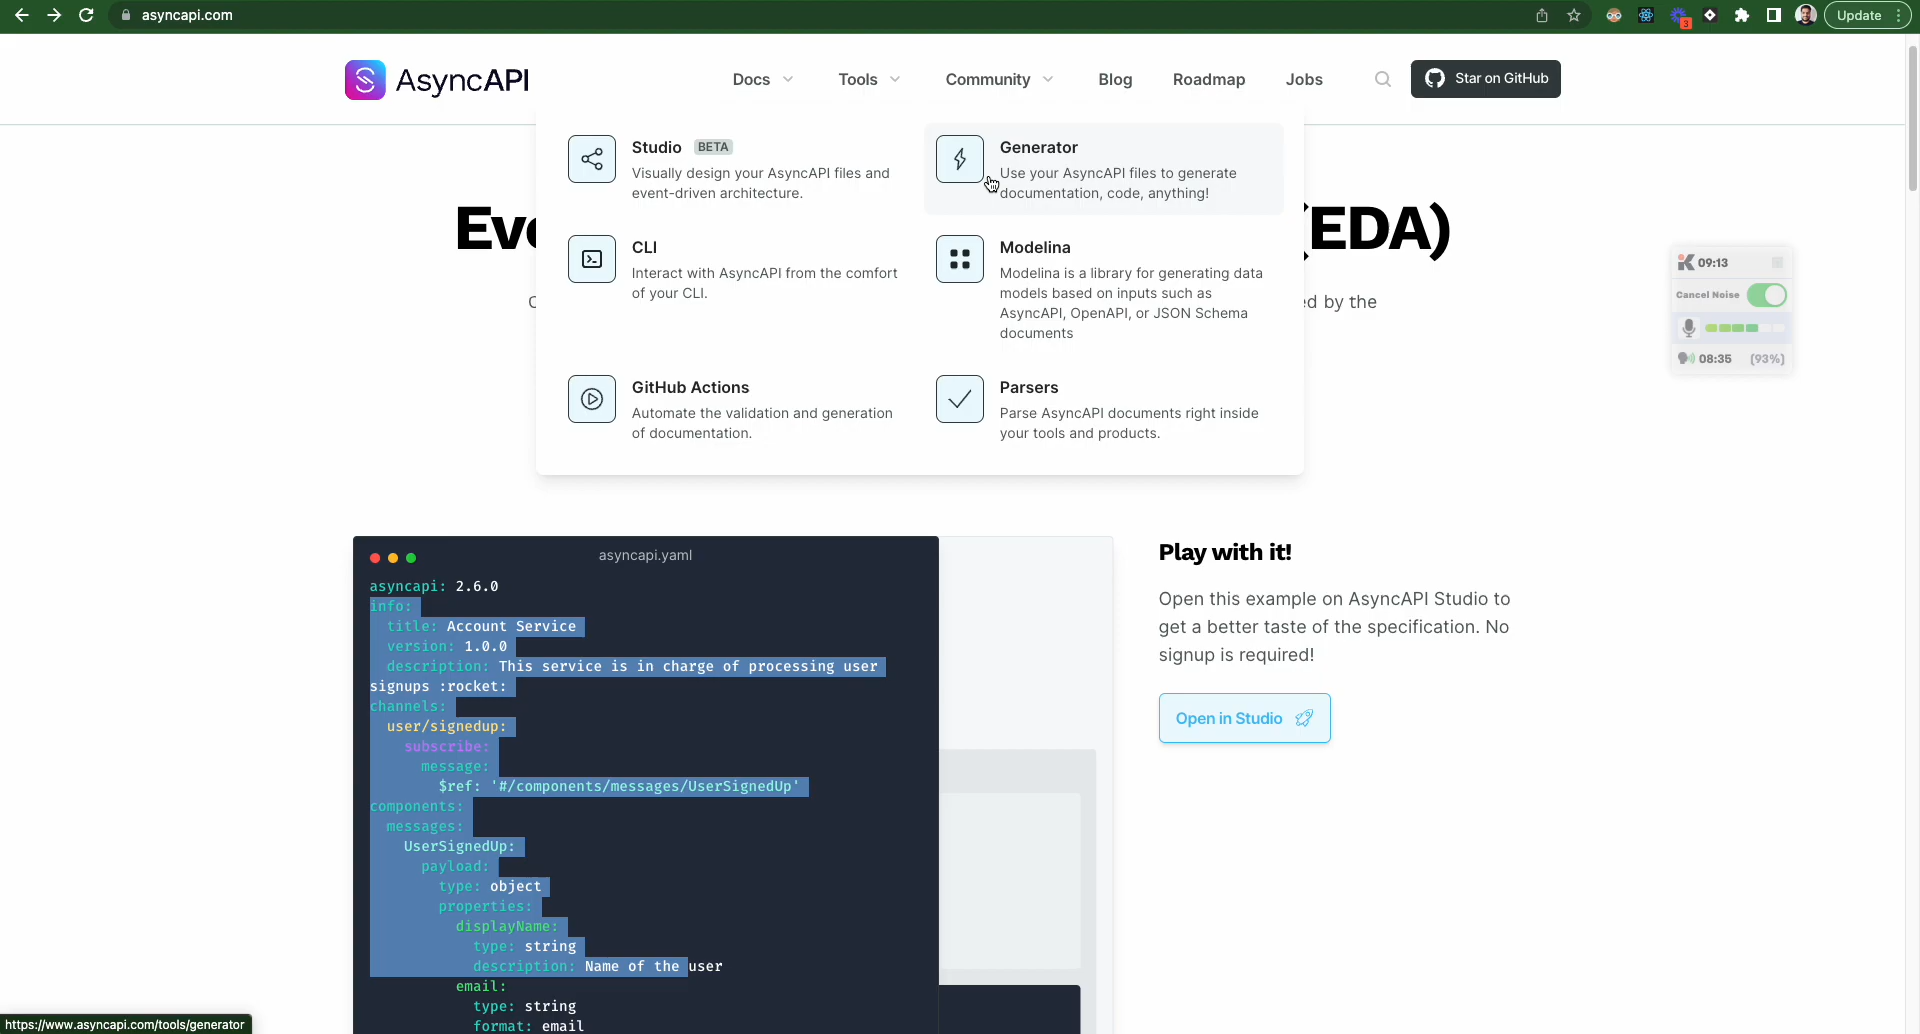 asyncapi.com
3
Update
AsyncAPI
Docs
Tools
Community
Blog
Roadmap
Jobs
Star on GitHub
Studio BETA
Visually design your AsyncAPI files and
event-driven architecture.
Generator
Use your AsyncAPI files to generate
documentation, code, anything!
CLI
Interact with AsyncAPI from the comfort
of your CLI.
Modelina
Modelina is a library for generating data
models based on inputs such as
AsyncAPI, OpenAPI, or JSON Schema
documents
GitHub Actions
Automate the validation and generation
of documentation.
Parsers
Parse AsyncAPI documents right inside
your tools and products.
(EDA)
ed by the
09:13
Cancel Noise
08:35 (93%)
asyncapi.yaml
asyncapi: 2.6.0
info:
title: Account Service
version: 1.0.0
description: This service is in charge of processing user
signups :rocket:
channels:
user/signedup:
subscribe:
message:
$ref: '#/components/messages/UserSignedUp'
components:
messages:
UserSignedUp:
payload:
type: object
properties:
displayName:
type: string
description: Name of the user
email:
type: string
format: email
Play with it!
Open this example on AsyncAPI Studio to
get a better taste of the specification. No
signup is required!
Open in Studio
https://www.asyncapi.com/tools/generator